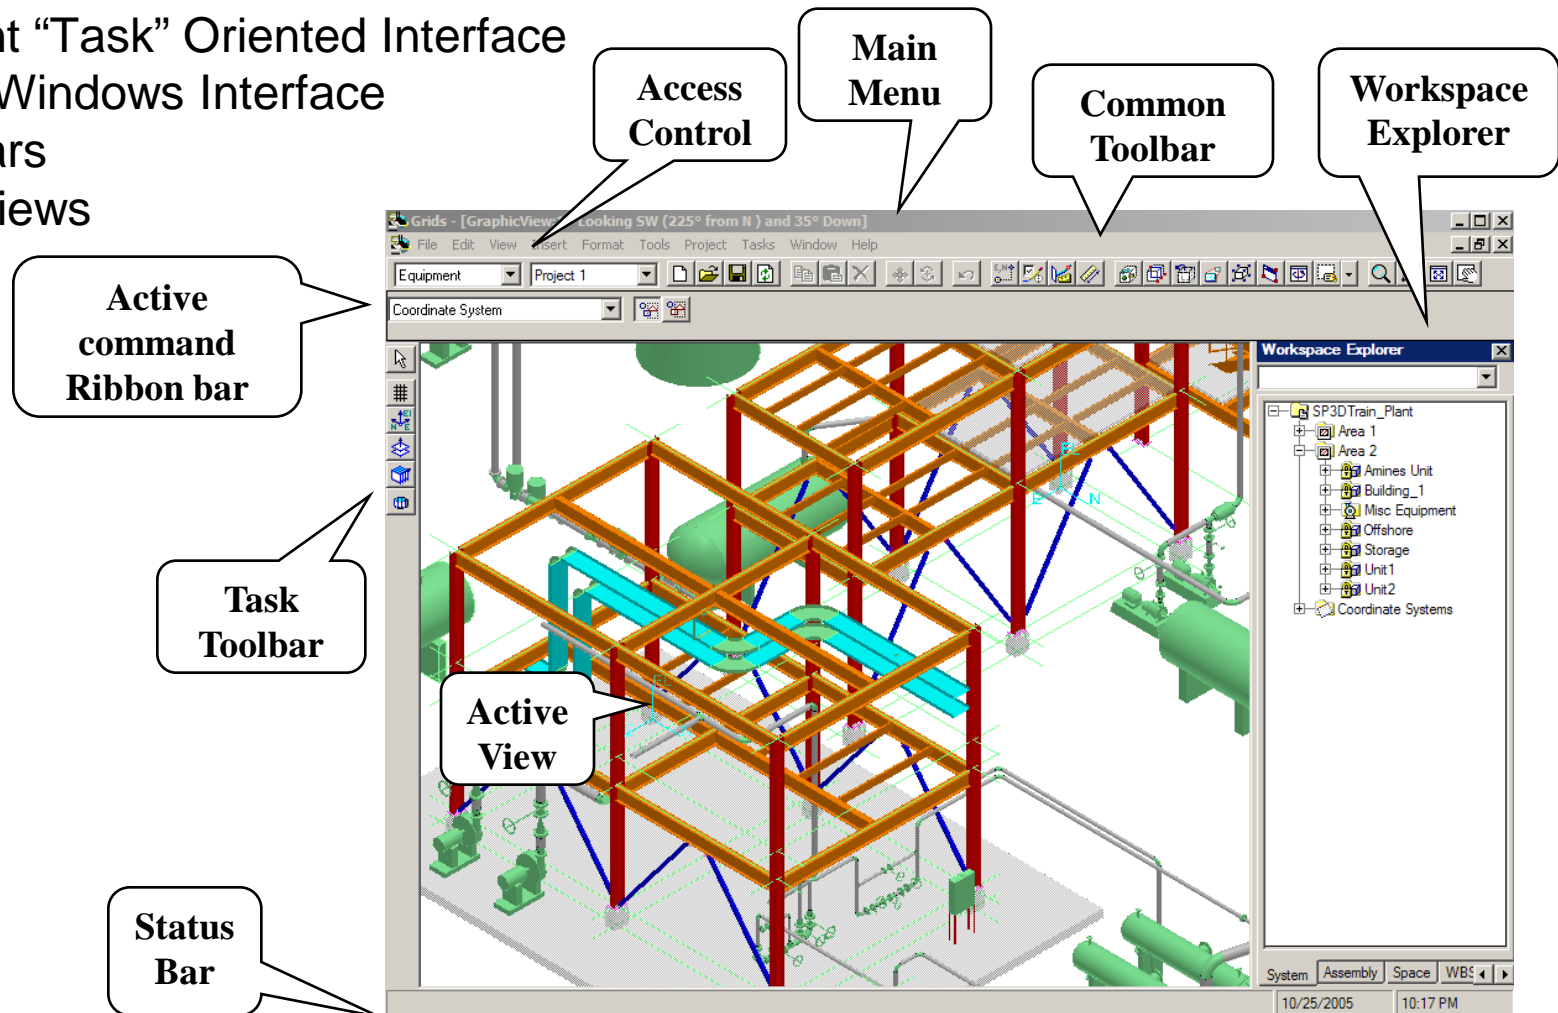 nt “Task” Oriented Interface
Windows Interface
ars
iews
Access
Control
Main
Menu
Common
Toolbar
Workspace
Explorer
Active
command
Ribbon bar
Task
Toolbar
Active
View
Status
Bar
Grids - [GraphicView: Looking SW (225° from N ) and 35° Down]
File Edit View Insert Format Tools Project Tasks Window Help
Equipment Project 1
Coordinate System
Workspace Explorer
SP3DTrain_Plant
Area 1
Area 2
Amines Unit
Building_1
Misc Equipment
Offshore
Storage
Unit1
Unit2
Coordinate Systems
E N
System Assembly Space WBS
10/25/2005 10:17 PM